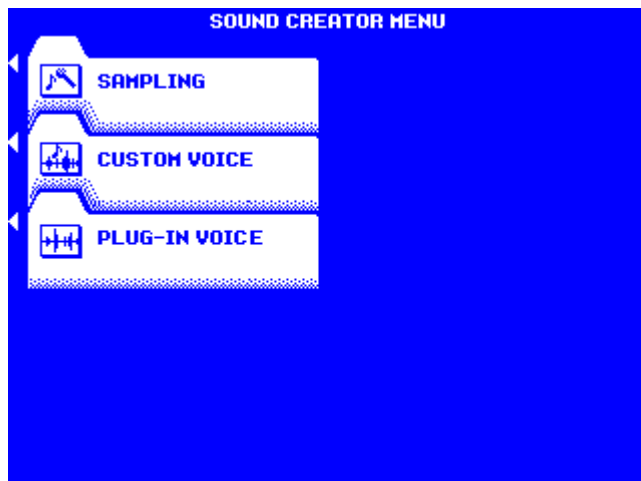 SOUND CREATOR MENU
SAMPLING
CUSTOM VOICE
PLUG-IN VOICE